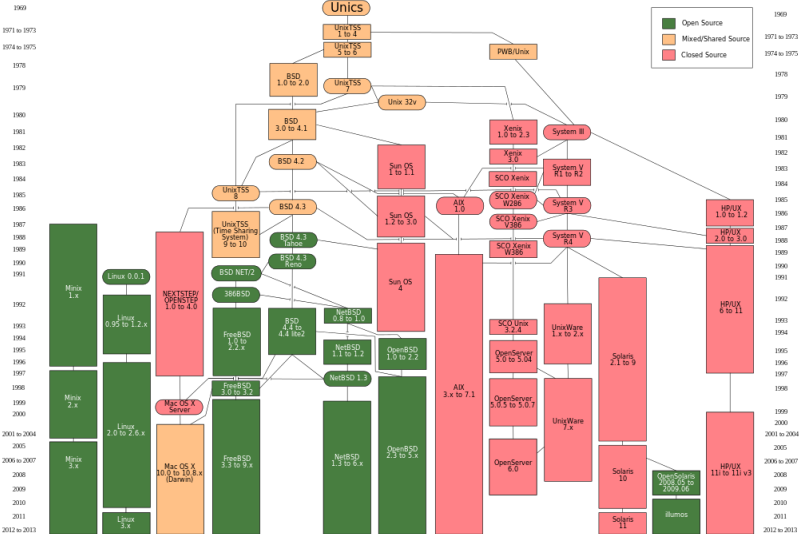 1969
1971 to 1973
1974 to 1975
1978
1979
1980
1981
1982
1983
1984
1985
1986
1987
1988
1989
1990
1991
1992
1993
1994
1995
1996
1997
1998
1999
2000
2001 to 2004
2005
2006 to 2007
2008
2009
2010
2011
2012 to 2013
Unics
UnixTSS
1 to 4
UnixTSS
5 to 6
PWB/Unix
BSD
1.0 to 2.0
UnixTSS
7
Unix 32v
BSD
3.0 to 4.1
Xenix
1.0 to 2.3
System III
Sun OS
1 to 1.1
Xenix
3.0
BSD 4.2
System V
R1 to R2
SCO Xenix
UnixTSS
8
SCO Xenix
W286
AIX
1.0
System V
R3
BSD 4.3
Sun OS
1.2 to 3.0
HP/UX
1.0 to 1.2
SCO Xenix
V386
UnixTSS
(Time Sharing
System)
9 to 10
HP/UX
2.0 to 3.0
BSD 4.3
Tahoe
System V
R4
SCO Xenix
W386
BSD 4.3
Reno
BSD NET/2
Linux 0.0.1
Sun OS
4
Minix
1.x
NEXTSTEP/
OPENSTEP
1.0 to 4.0
386BSD
HP/UX
6 to 11
NetBSD
0.8 to 1.0
Linux
0.95 to 1.2.x
BSD
4.4 to
4.4 lite2
SCO Unix
3.2.4
UnixWare
1.x to 2.x
FreeBSD
1.0 to
2.2.x
NetBSD
1.1 to 1.2
OpenBSD
1.0 to 2.2
OpenServer
5.0 to 5.04
Solaris
2.1 to 9
NetBSD 1.3
FreeBSD
3.0 to 3.2
AIX
3.x to 7.1
Minix
2.x
Mac OS X
Server
OpenServer
5.0.5 to 5.0.7
UnixWare
7.x
Linux
2.0 to 2.6.x
Minix
3.x
Mac OS X
10.0 to 10.8.x
(Darwin)
FreeBSD
3.3 to 9.x
NetBSD
1.3 to 6.x
OpenBSD
2.3 to 5.x
OpenServer
6.0
Solaris
10
OpenSolaris
2008.05 to
2009.06
HP/UX
11i to 11i v3
illumos
Linux
3.x
Solaris
11
Open Source
Mixed/Shared Source
Closed Source
1969
1971 to 1973
1974 to 1975
1978
1979
1980
1981
1982
1983
1984
1985
1986
1987
1988
1989
1990
1991
1992
1993
1994
1995
1996
1997
1998
1999
2000
2001 to 2004
2005
2006 to 2007
2008
2009
2010
2011
2012 to 2013